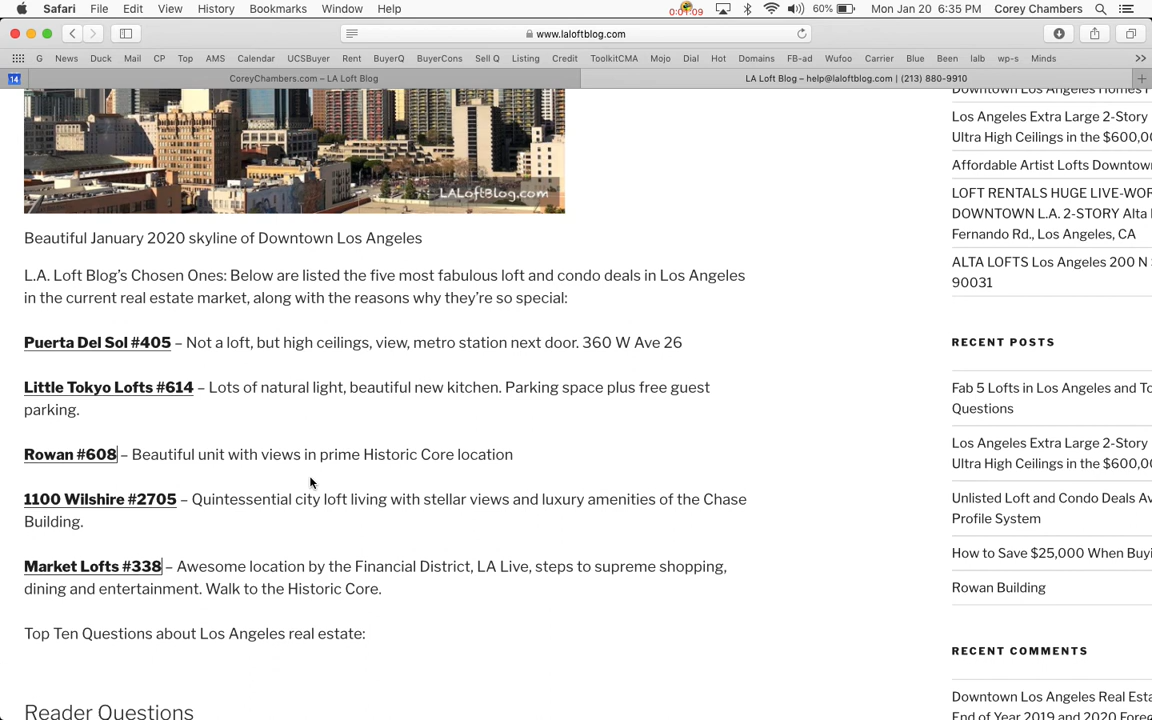 Safari File Edit View History Bookmarks Window Help 0:01:09 60% Mon Jan 20 6:35 PM Corey Chambers
www.laloftblog.com
G News Duck Mail CP Top AMS Calendar UCSBuyer Rent BuyerQ BuyerCons Sell Q Listing Credit ToolkitCMA Mojo Dial Hot Domains FB-ad Wufoo Carrier Blue Been lalb wp-s Minds >>
14 CoreyChambers.com – LA Loft Blog LA Loft Blog – help@laloftblog.com | (213) 880-9910 +
LALoftBlog.com
Beautiful January 2020 skyline of Downtown Los Angeles
L.A. Loft Blog’s Chosen Ones: Below are listed the five most fabulous loft and condo deals in Los Angeles
in the current real estate market, along with the reasons why they’re so special:
Puerta Del Sol #405 – Not a loft, but high ceilings, view, metro station next door. 360 W Ave 26
Little Tokyo Lofts #614 – Lots of natural light, beautiful new kitchen. Parking space plus free guest
parking.
Rowan #608 – Beautiful unit with views in prime Historic Core location
1100 Wilshire #2705 – Quintessential city loft living with stellar views and luxury amenities of the Chase
Building.
Market Lofts #338 – Awesome location by the Financial District, LA Live, steps to supreme shopping,
dining and entertainment. Walk to the Historic Core.
Top Ten Questions about Los Angeles real estate:
Reader Questions
Downtown Los Angeles Homes
Los Angeles Extra Large 2-Story
Ultra High Ceilings in the $600,00
Affordable Artist Lofts Downtown
LOFT RENTALS HUGE LIVE-WOR
DOWNTOWN L.A. 2-STORY Alta
Fernando Rd., Los Angeles, CA
ALTA LOFTS Los Angeles 200 N
90031
RECENT POSTS
Fab 5 Lofts in Los Angeles and To
Questions
Los Angeles Extra Large 2-Story
Ultra High Ceilings in the $600,00
Unlisted Loft and Condo Deals Av
Profile System
How to Save $25,000 When Buyi
Rowan Building
RECENT COMMENTS
Downtown Los Angeles Real Esta
End of Year 2019 and 2020 Fore